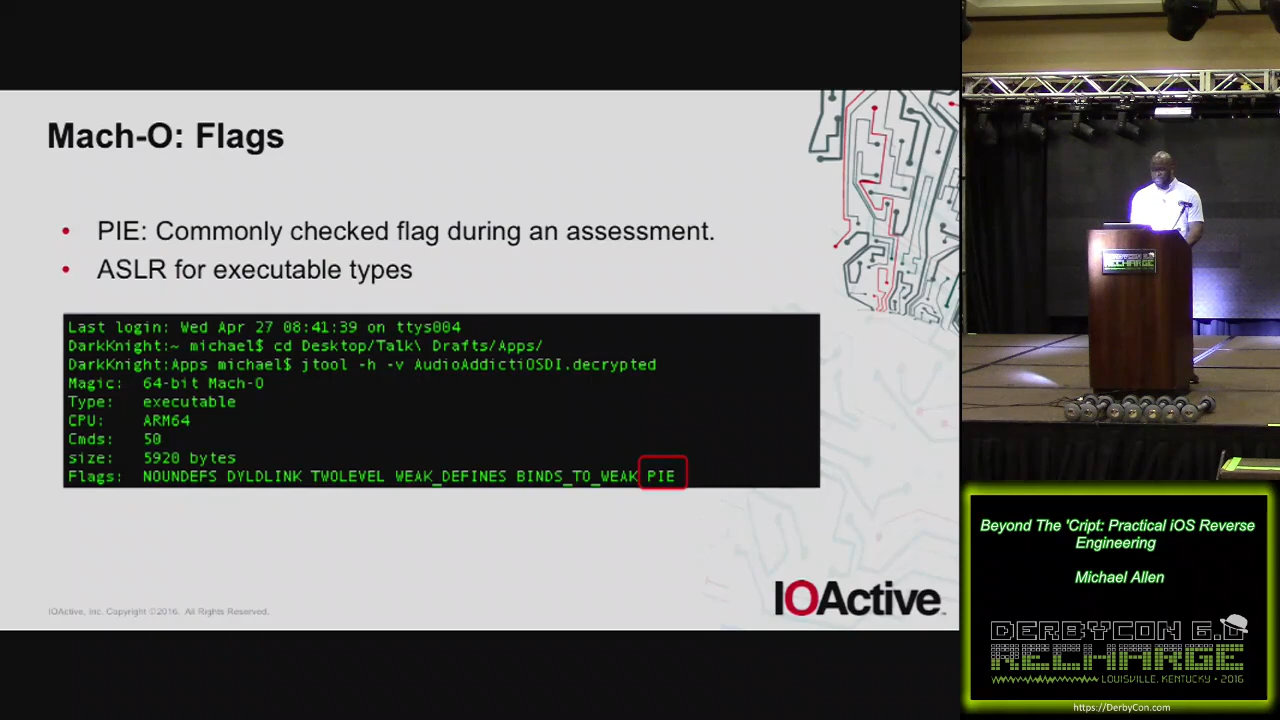 Mach-O: Flags
• PIE: Commonly checked flag during an assessment.
• ASLR for executable types
Last login: Wed Apr 27 08:41:39 on ttys004
DarkKnight:~ michael$ cd Desktop/Talk\ Drafts/Apps/
DarkKnight:Apps michael$ jtool -h -v AudioAddictiOSDI.decrypted
Magic: 64-bit Mach-O
Type: executable
CPU: ARM64
Cmds: 50
size: 5920 bytes
Flags: NOUNDEFS DYLDLINK TWOLEVEL WEAK_DEFINES BINDS_TO_WEAK PIE
IOActive, Inc. Copyright ©2016. All Rights Reserved.
IOActive™
RECHARGE
Beyond The 'Cript: Practical iOS Reverse
Engineering
Michael Allen
DERBYCON 6.0
RECHARGE
LOUISVILLE, KENTUCKY • 2016
https://DerbyCon.com